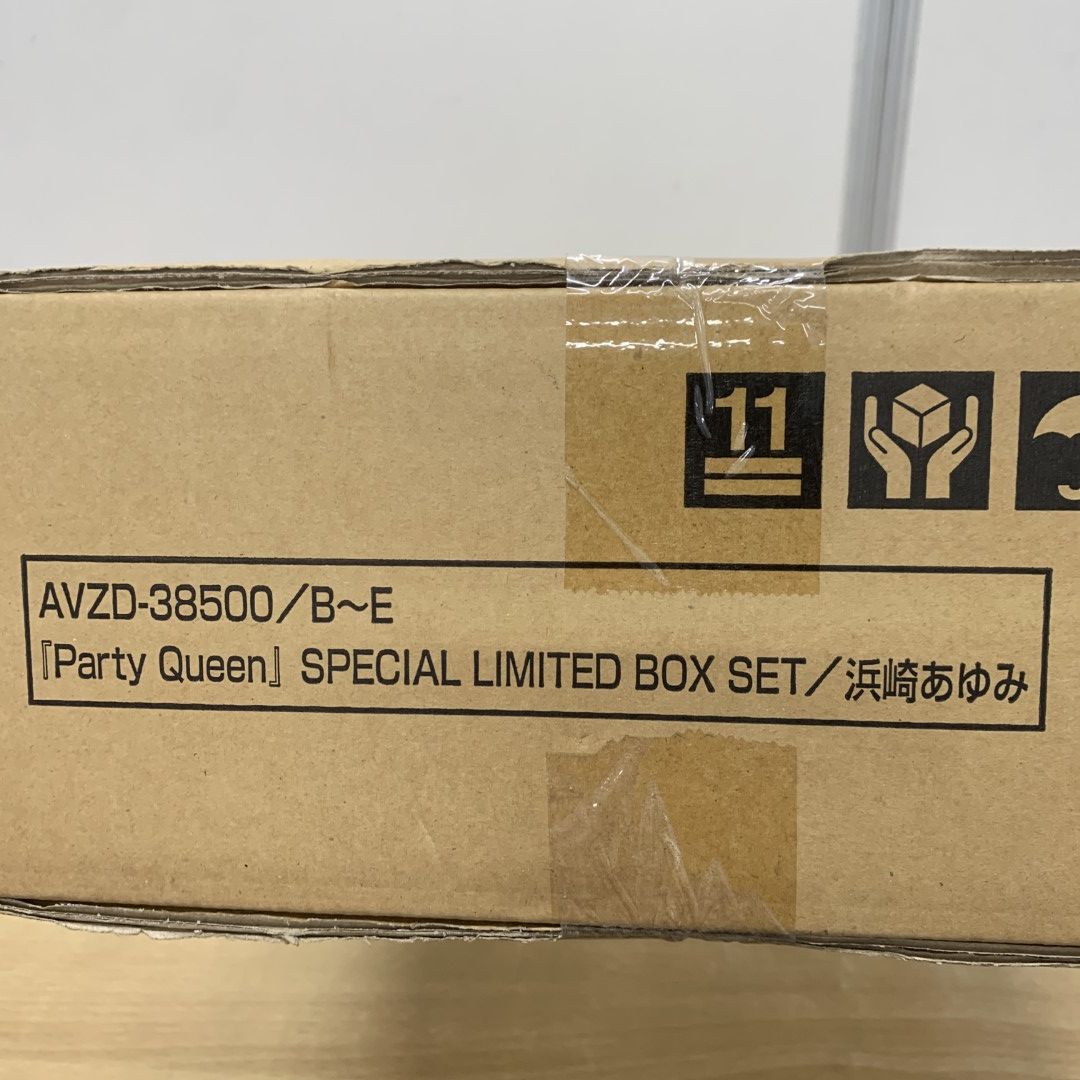 11
AVZD-38500／B～E
『Party Queen』 SPECIAL LIMITED BOX SET／浜崎あゆみ